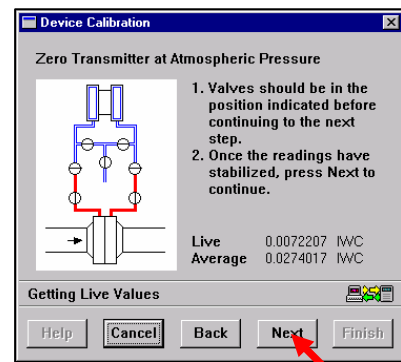 Device Calibration
Zero Transmitter at Atmospheric Pressure
1. Valves should be in the
position indicated before
continuing to the next
step.
2. Once the readings have
stabilized, press Next to
continue.
Live 0.0072207 IWC
Average 0.0274017 IWC
Getting Live Values
Help Cancel Back Next Finish